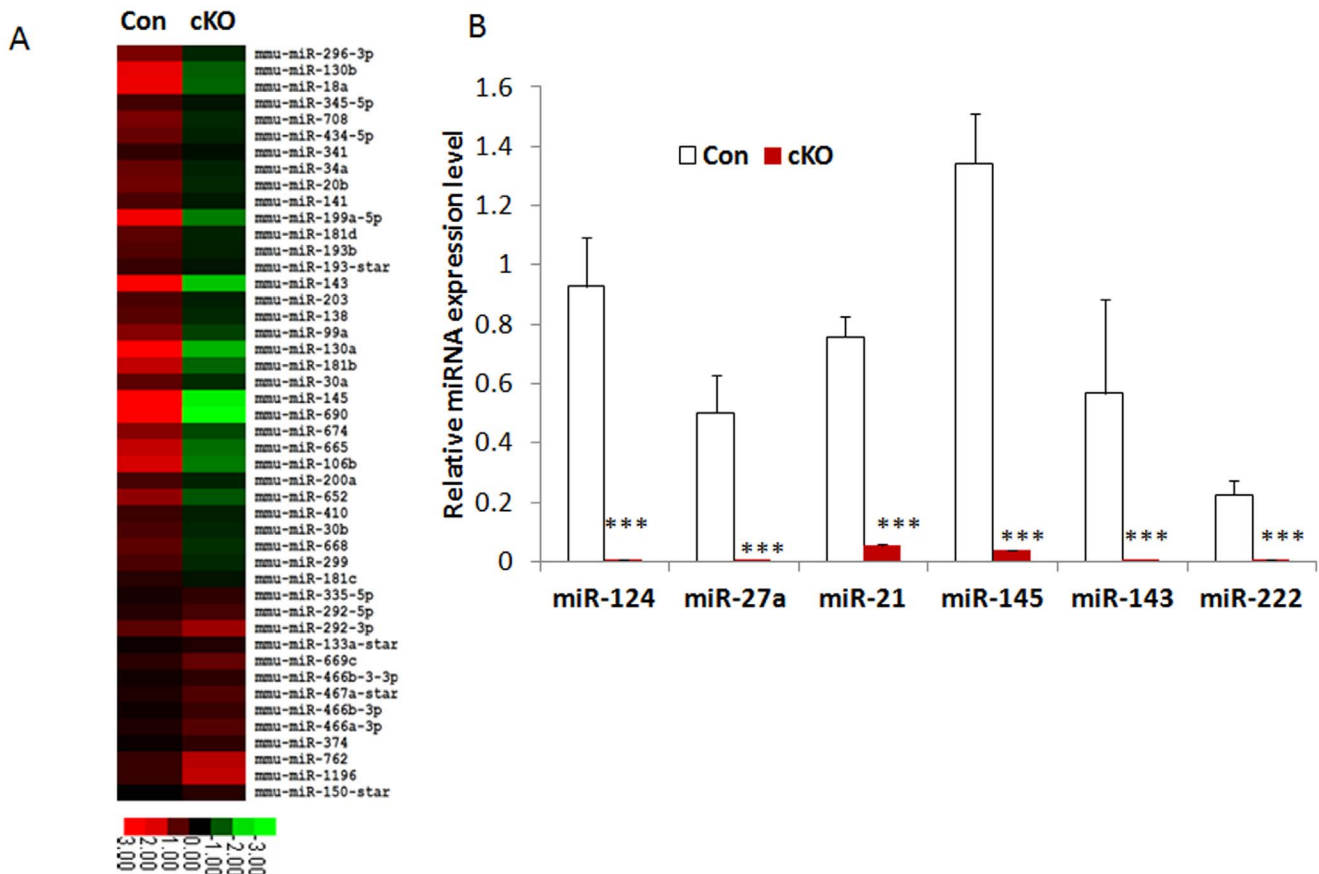 A
Con cKO
mmu-miR-296-3p
mmu-miR-130b
mmu-miR-18a
mmu-miR-345-5p
mmu-miR-708
mmu-miR-434-5p
mmu-miR-341
mmu-miR-34a
mmu-miR-20b
mmu-miR-141
mmu-miR-199a-5p
mmu-miR-181d
mmu-miR-193b
mmu-miR-193-star
mmu-miR-143
mmu-miR-203
mmu-miR-138
mmu-miR-99a
mmu-miR-130a
mmu-miR-181b
mmu-miR-30a
mmu-miR-145
mmu-miR-690
mmu-miR-674
mmu-miR-665
mmu-miR-106b
mmu-miR-200a
mmu-miR-652
mmu-miR-410
mmu-miR-30b
mmu-miR-668
mmu-miR-299
mmu-miR-181c
mmu-miR-335-5p
mmu-miR-292-5p
mmu-miR-292-3p
mmu-miR-133a-star
mmu-miR-669c
mmu-miR-466b-3-3p
mmu-miR-467a-star
mmu-miR-466b-3p
mmu-miR-466a-3p
mmu-miR-374
mmu-miR-762
mmu-miR-1196
mmu-miR-150-star
3.00
2.00
1.00
0.00
-1.00
-2.00
-3.00
B
Relative miRNA expression level
1.6
1.4
1.2
1
0.8
0.6
0.4
0.2
0
Con cKO
*** *** *** *** *** ***
miR-124 miR-27a miR-21 miR-145 miR-143 miR-222